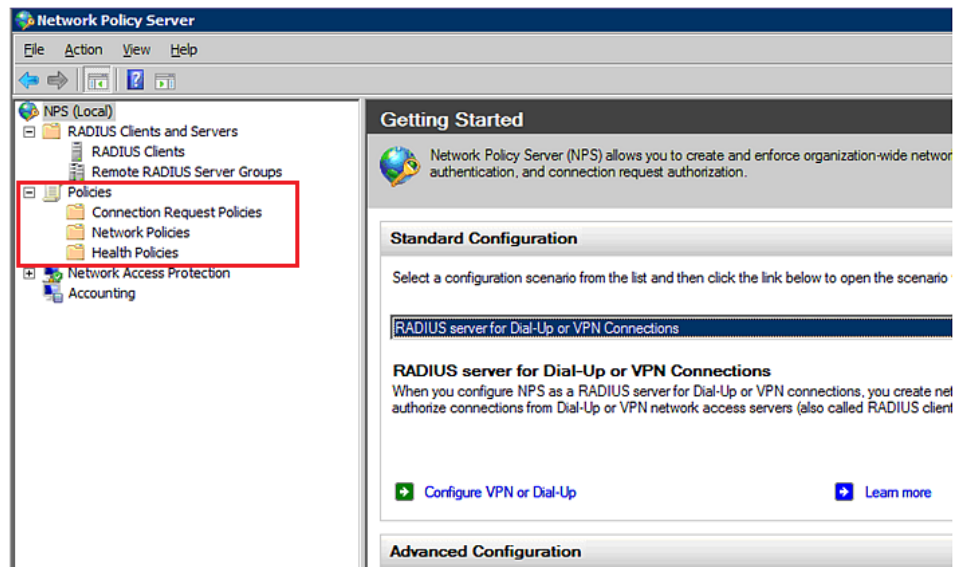 Network Policy Server
File Action View Help
NPS (Local)
RADIUS Clients and Servers
RADIUS Clients
Remote RADIUS Server Groups
Policies
Connection Request Policies
Network Policies
Health Policies
Network Access Protection
Accounting
Getting Started
Network Policy Server (NPS) allows you to create and enforce organization-wide networ
authentication, and connection request authorization.
Standard Configuration
Select a configuration scenario from the list and then click the link below to open the scenario
RADIUS server for Dial-Up or VPN Connections
RADIUS server for Dial-Up or VPN Connections
When you configure NPS as a RADIUS server for Dial-Up or VPN connections, you create net
authorize connections from Dial-Up or VPN network access servers (also called RADIUS client
Configure VPN or Dial-Up
Learn more
Advanced Configuration